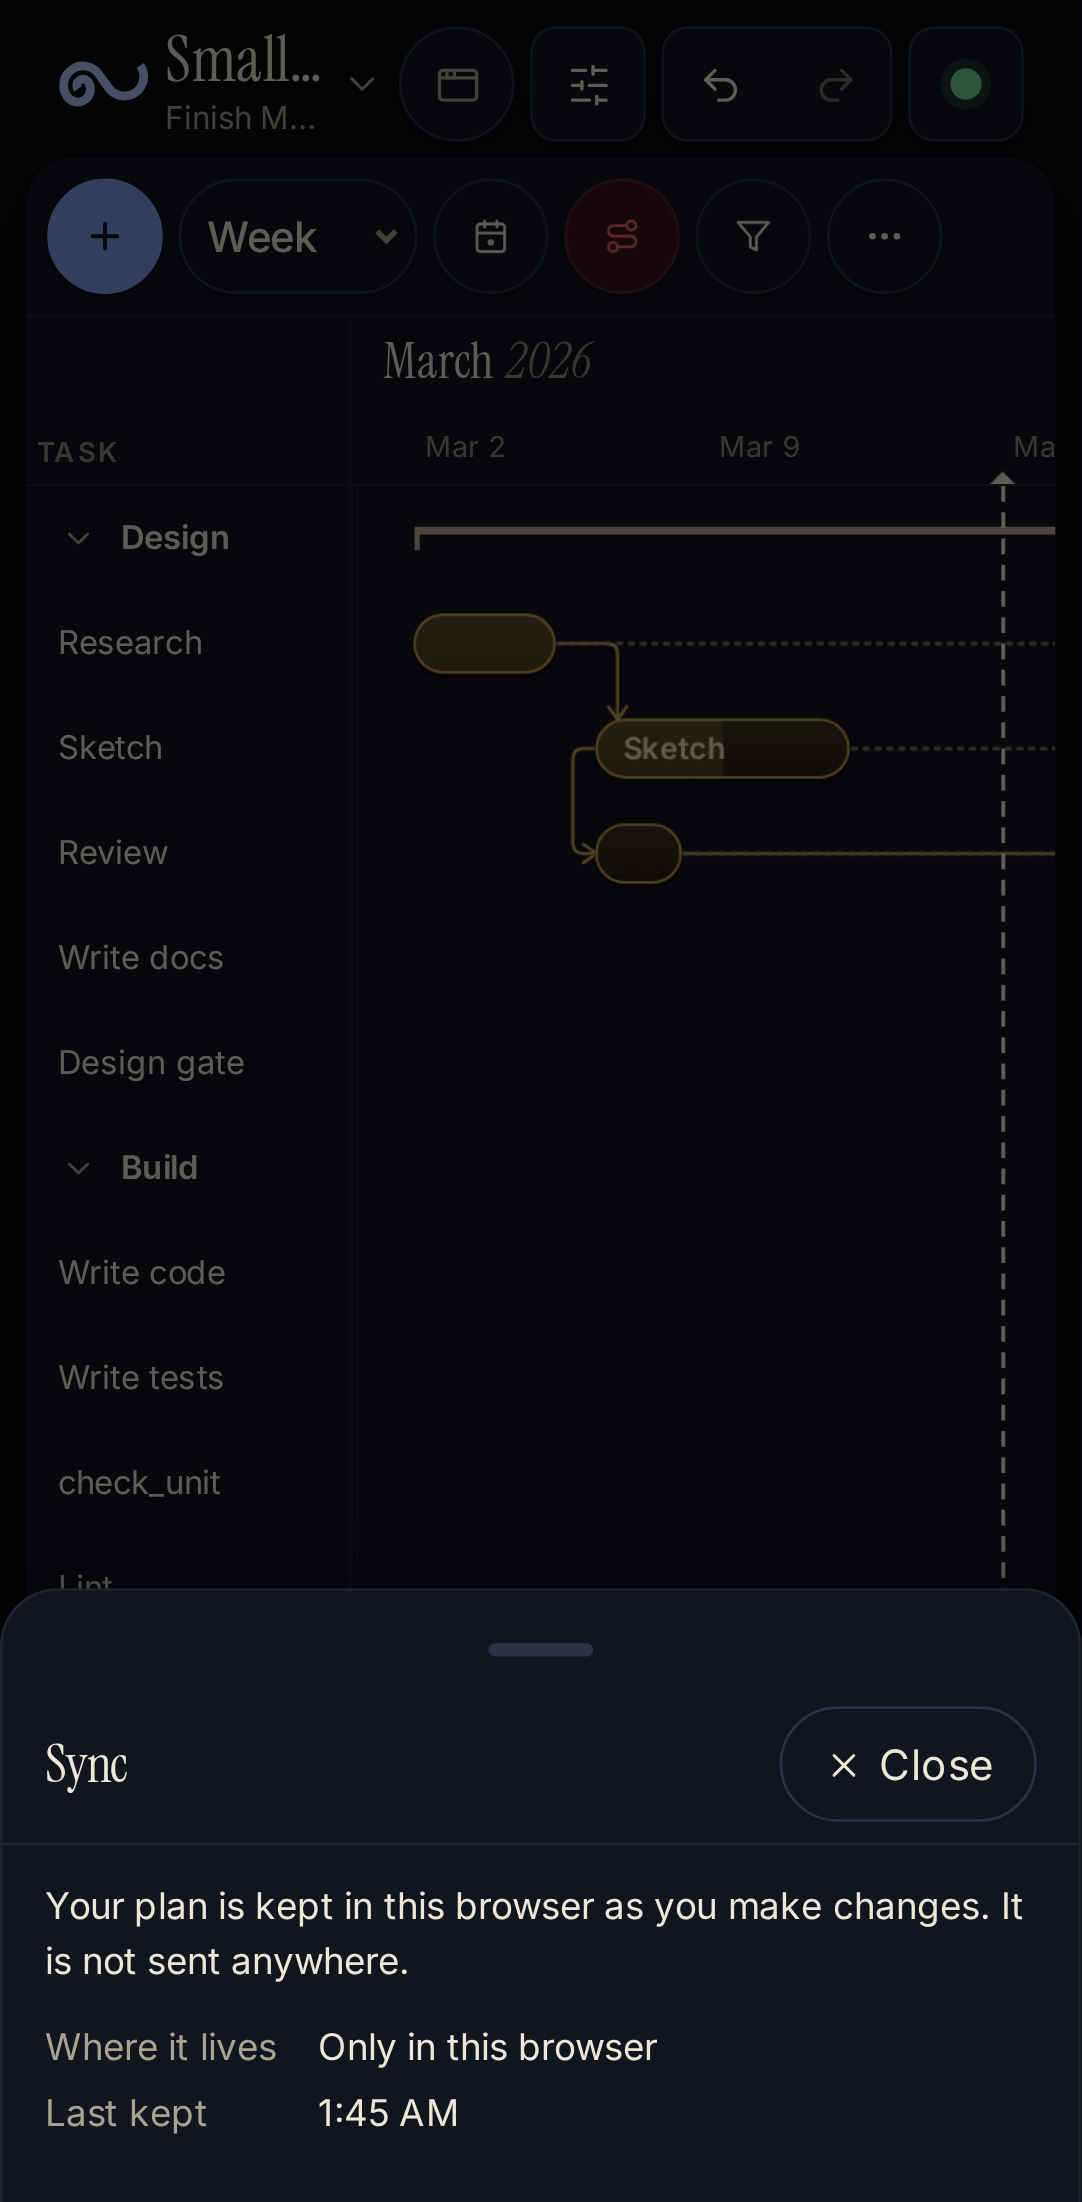 Small...
Finish M...
Week
March 2026
TASK
Mar 2
Mar 9
Ma
Design
Research
Sketch
Sketch
Review
Write docs
Design gate
Build
Write code
Write tests
check_unit
Lint
Sync
Close
Your plan is kept in this browser as you make changes. It
is not sent anywhere.
Where it lives Only in this browser
Last kept 1:45 AM